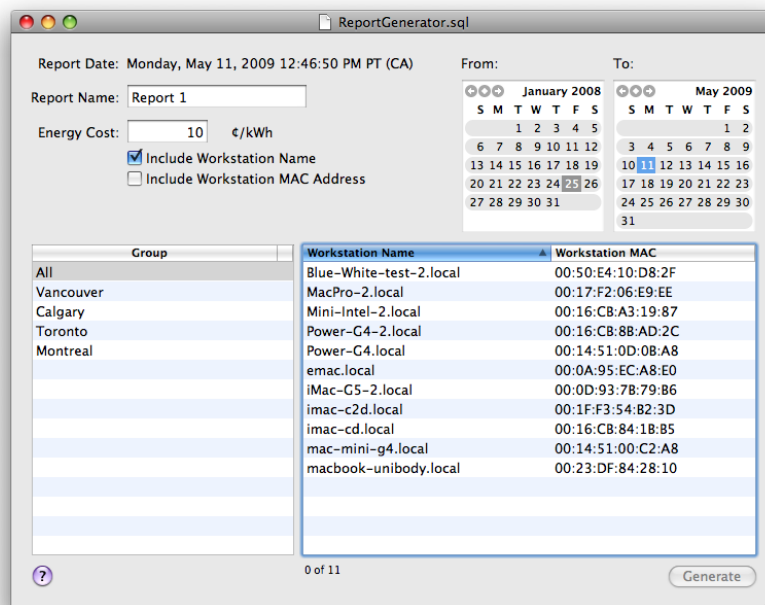 ReportGenerator.sql
Report Date: Monday, May 11, 2009 12:46:50 PM PT (CA)
Report Name: Report 1
Energy Cost: 10 ¢/kWh
Include Workstation Name
Include Workstation MAC Address
From:
January 2008
S M T W T F S
1 2 3 4 5
6 7 8 9 10 11 12
13 14 15 16 17 18 19
20 21 22 23 24 25 26
27 28 29 30 31
To:
May 2009
S M T W T F S
1 2
3 4 5 6 7 8 9
10 11 12 13 14 15 16
17 18 19 20 21 22 23
24 25 26 27 28 29 30
31
Group
All
Vancouver
Calgary
Toronto
Montreal
Workstation Name Workstation MAC
Blue-White-test-2.local 00:50:E4:10:D8:2F
MacPro-2.local 00:17:F2:06:E9:EE
Mini-Intel-2.local 00:16:CB:A3:19:87
Power-G4-2.local 00:16:CB:8B:AD:2C
Power-G4.local 00:14:51:0D:0B:A8
emac.local 00:0A:95:EC:A8:E0
iMac-G5-2.local 00:0D:93:7B:79:B6
imac-c2d.local 00:1F:F3:54:B2:3D
imac-cd.local 00:16:CB:84:1B:B5
mac-mini-g4.local 00:14:51:00:C2:A8
macbook-unibody.local 00:23:DF:84:28:10
?
0 of 11
Generate